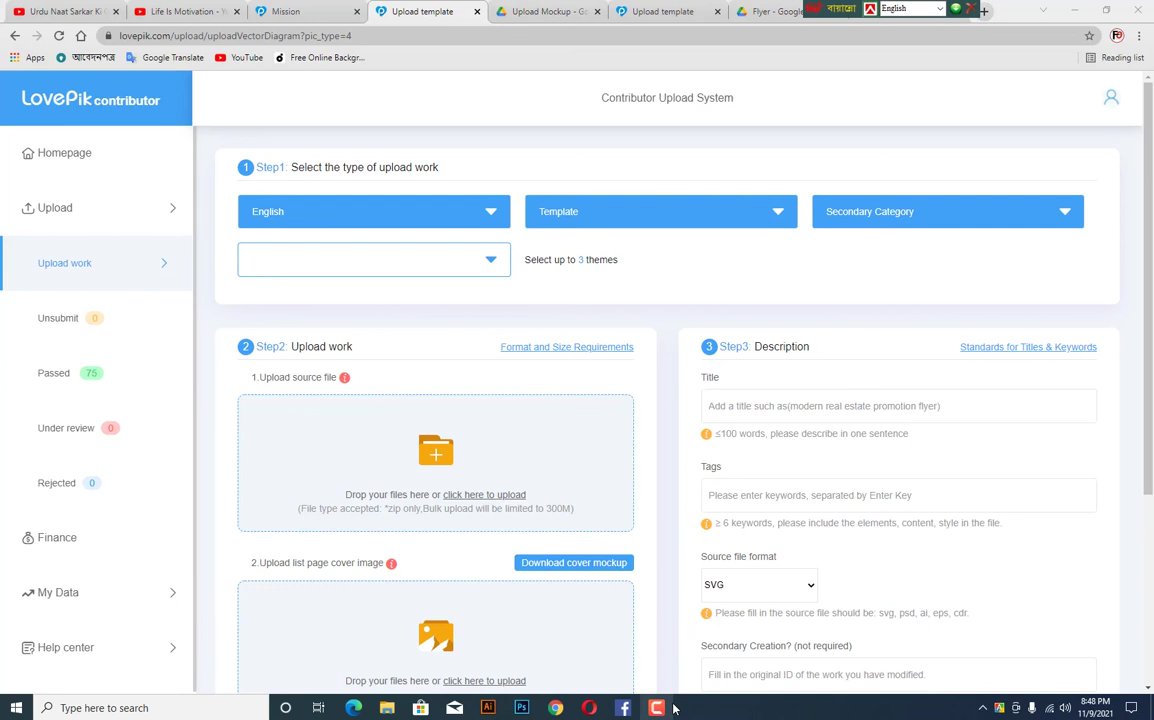 Urdu Naat Sarkar Ki
Life Is Motivation - Y
Mission
Upload template
Upload Mockup - Go
Upload template
Flyer - Google
বায়ান্নো
English
lovepik.com/upload/uploadVectorDiagram?pic_type=4
Apps
আবেদনপত্র
Google Translate
YouTube
Free Online Backgr...
Reading list
LovePik contributor
Contributor Upload System
Homepage
Upload
Upload work
Unsubmit 0
Passed 75
Under review 0
Rejected 0
Finance
My Data
Help center
1 Step1: Select the type of upload work
English
Template
Secondary Category
Select up to 3 themes
2 Step2: Upload work
Format and Size Requirements
1.Upload source file
Drop your files here or click here to upload
(File type accepted: *zip only,Bulk upload will be limited to 300M)
2.Upload list page cover image
Download cover mockup
Drop your files here or click here to upload
3 Step3: Description
Standards for Titles & Keywords
Title
Add a title such as(modern real estate promotion flyer)
≤100 words, please describe in one sentence
Tags
Please enter keywords, separated by Enter Key
≥ 6 keywords, please include the elements, content, style in the file.
Source file format
SVG
Please fill in the source file should be: svg, psd, ai, eps, cdr.
Secondary Creation? (not required)
Fill in the original ID of the work you have modified.
Type here to search
Ai
Ps
8:48 PM
11/9/2021